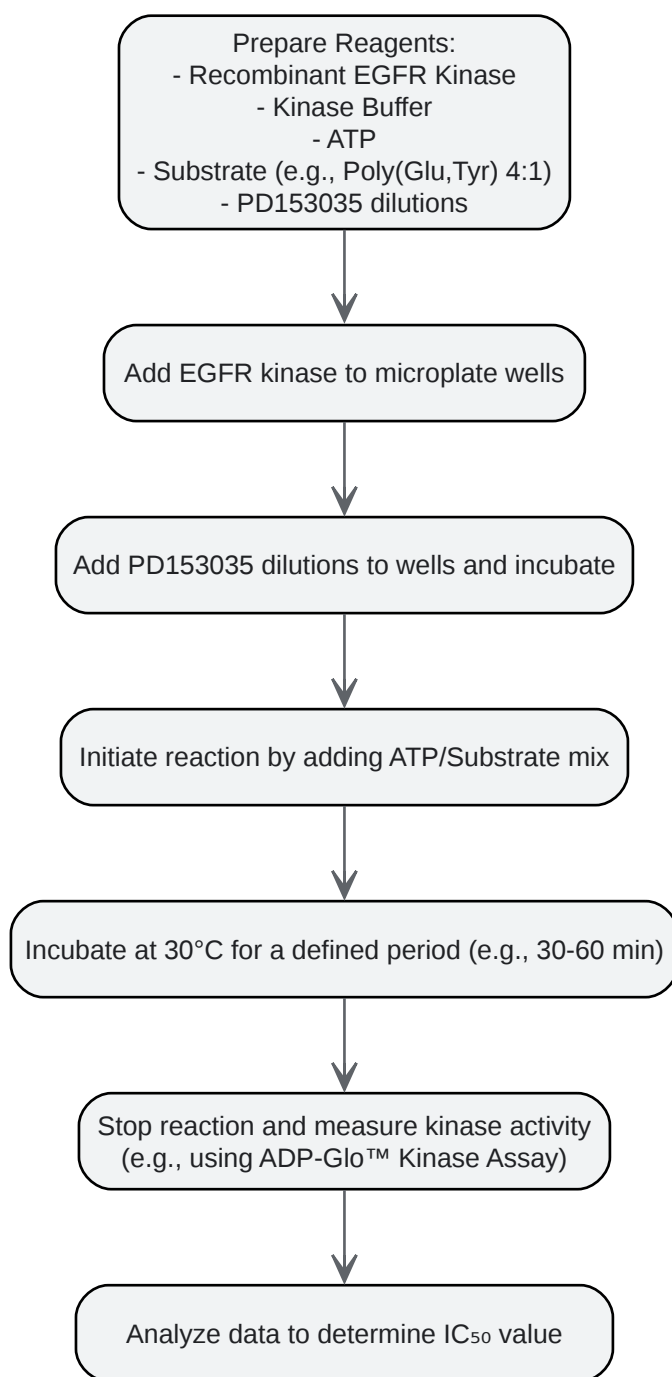 Prepare Reagents:
- Recombinant EGFR Kinase
- Kinase Buffer
- ATP
- Substrate (e.g., Poly(Glu,Tyr) 4:1)
- PD153035 dilutions
Add EGFR kinase to microplate wells
Add PD153035 dilutions to wells and incubate
Initiate reaction by adding ATP/Substrate mix
Incubate at 30°C for a defined period (e.g., 30-60 min)
Stop reaction and measure kinase activity
(e.g., using ADP-Glo™ Kinase Assay)
Analyze data to determine IC₅₀ value